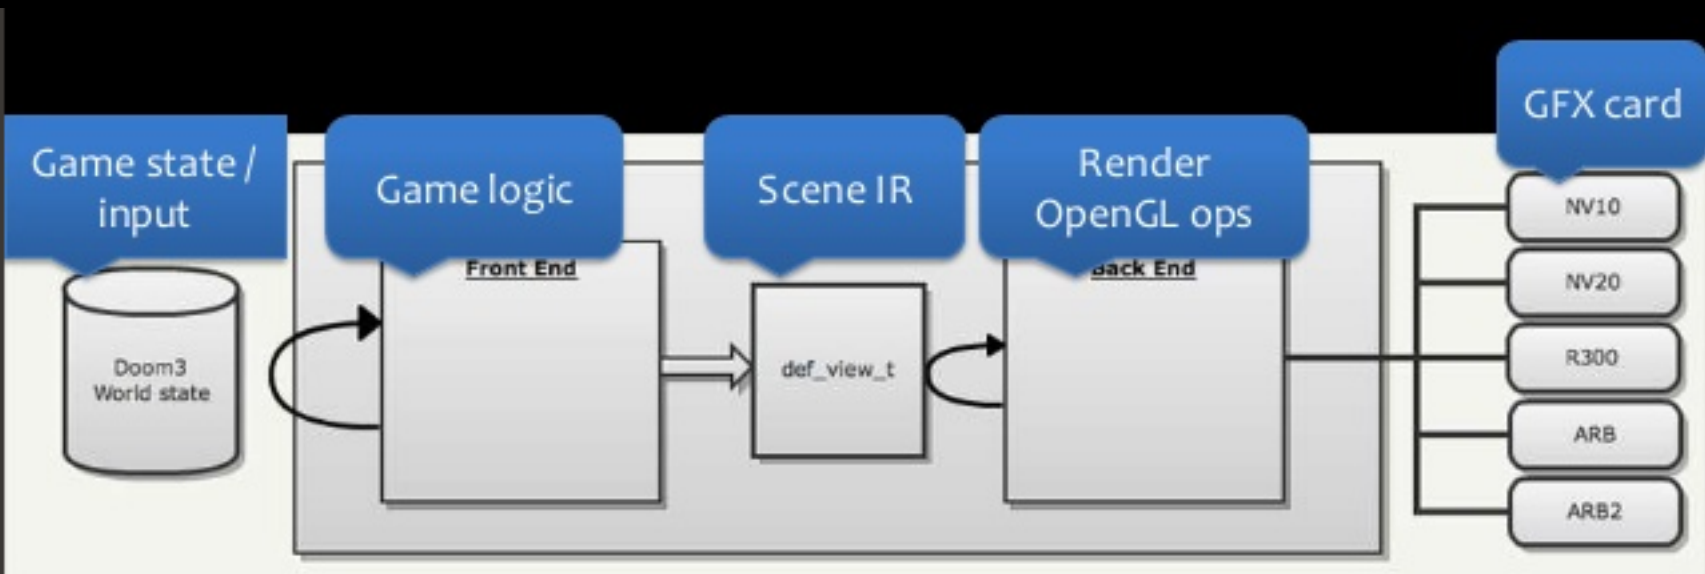 Game state /
input
Game logic
Scene IR
Render
OpenGL ops
GFX card
Front End
Back End
Doom3
World state
def_view_t
NV10
NV20
R300
ARB
ARB2